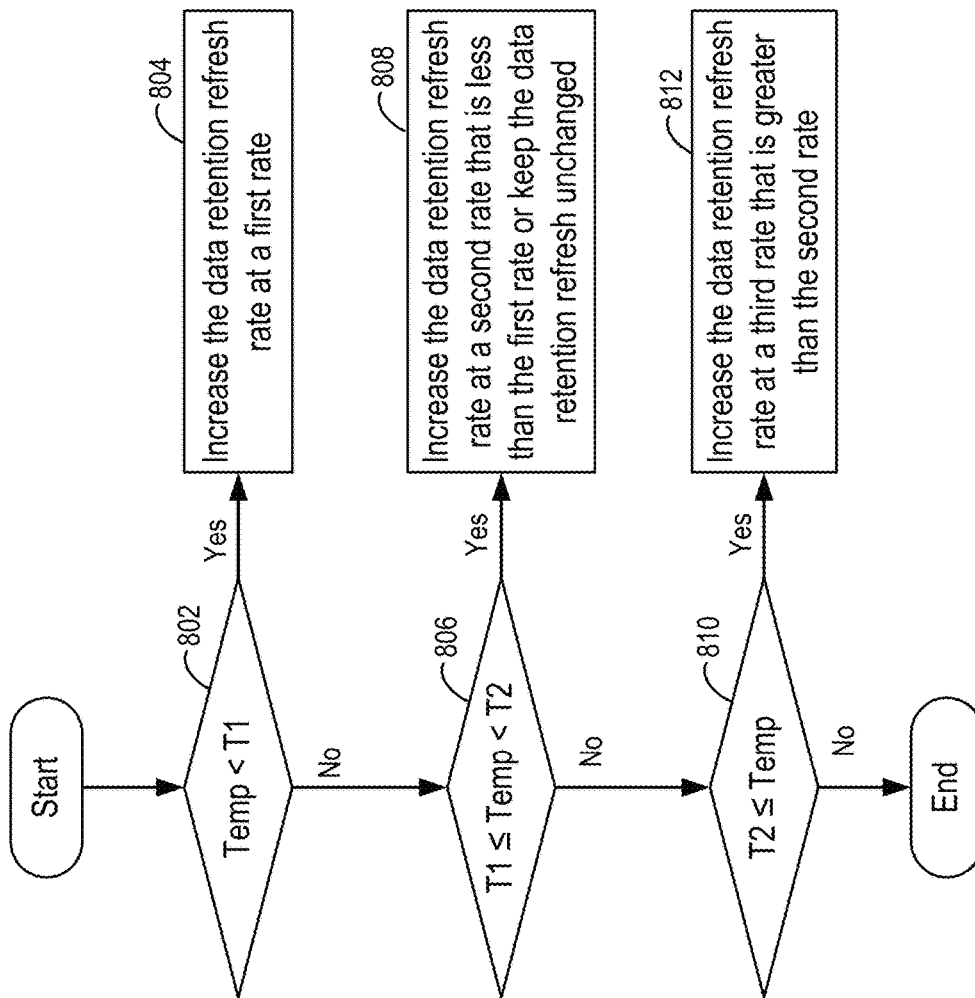 Start
802
Temp < T1
Yes
804
Increase the data retention refresh
rate at a first rate
No
806
T1 ≤ Temp < T2
Yes
808
Increase the data retention refresh
rate at a second rate that is less
than the first rate or keep the data
retention refresh unchanged
No
810
T2 ≤ Temp
Yes
812
Increase the data retention refresh
rate at a third rate that is greater
than the second rate
No
End